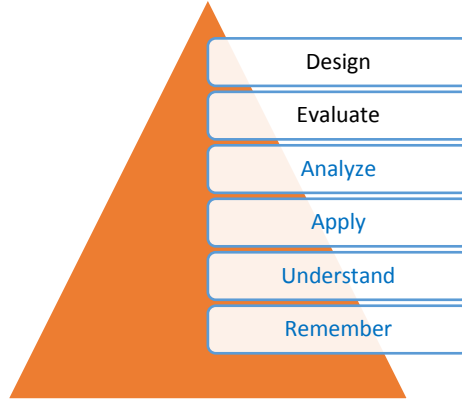 Design
Evaluate
Analyze
Apply
Understand
Remember